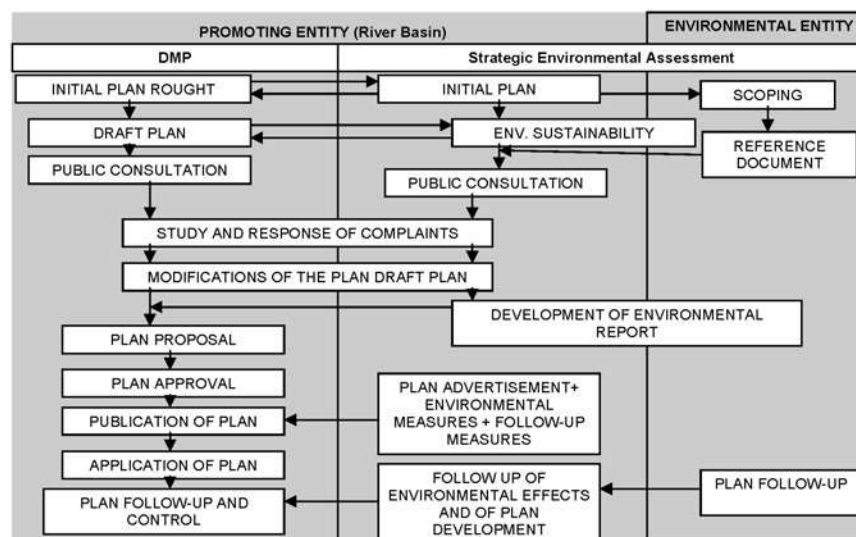 PROMOTING ENTITY (River Basin)
ENVIRONMENTAL ENTITY
DMP
Strategic Environmental Assessment
INITIAL PLAN ROUGHT
INITIAL PLAN
SCOPING
DRAFT PLAN
ENV. SUSTAINABILITY
REFERENCE
DOCUMENT
PUBLIC CONSULTATION
PUBLIC CONSULTATION
STUDY AND RESPONSE OF COMPLAINTS
MODIFICATIONS OF THE PLAN DRAFT PLAN
DEVELOPMENT OF ENVIRONMENTAL
REPORT
PLAN PROPOSAL
PLAN APPROVAL
PLAN ADVERTISEMENT+
ENVIRONMENTAL
MEASURES + FOLLOW-UP
MEASURES
PUBLICATION OF PLAN
APPLICATION OF PLAN
FOLLOW UP OF
ENVIRONMENTAL EFFECTS
AND OF PLAN
DEVELOPMENT
PLAN FOLLOW-UP
PLAN FOLLOW-UP AND
CONTROL